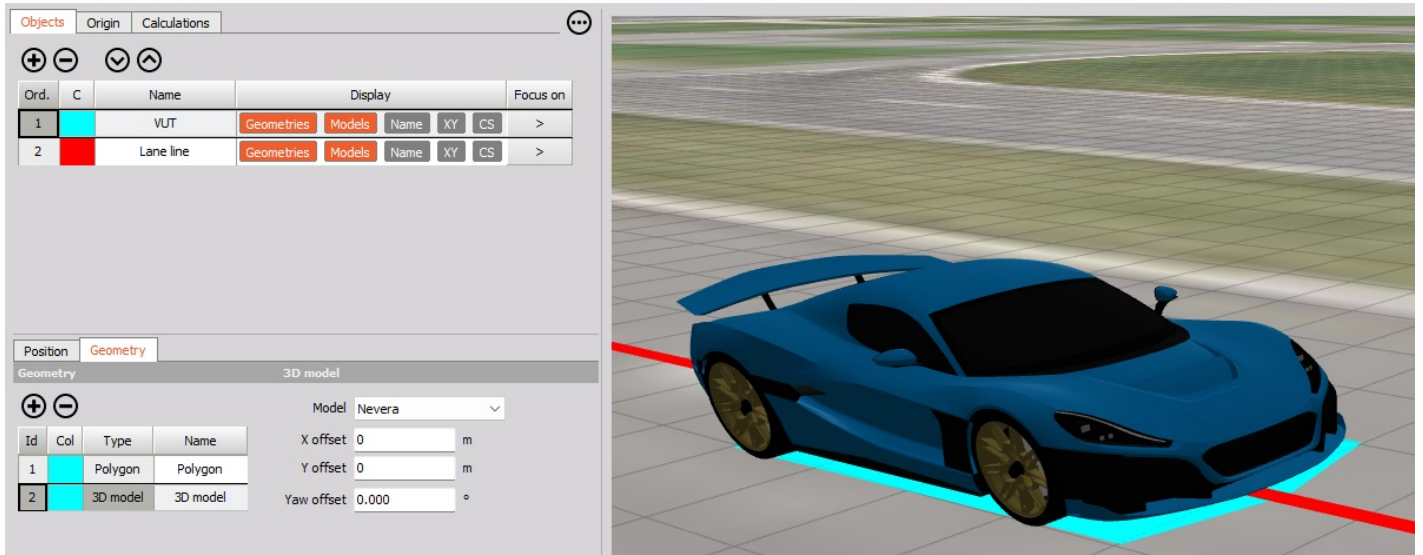 Objects Origin Calculations
Ord. C Name Display Focus on
1 VUT Geometries Models Name XY CS >
2 Lane line Geometries Models Name XY CS >
Position Geometry
Geometry 3D model
Model Nevera
Id Col Type Name
X offset 0 m
1 Polygon Polygon
Y offset 0 m
2 3D model 3D model
Yaw offset 0.000 °